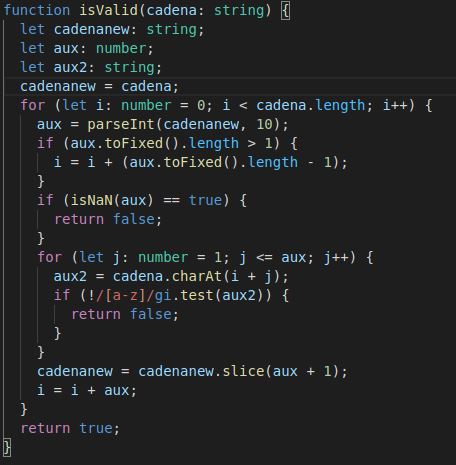 function isValid(cadena: string) {
  let cadenanew: string;
  let aux: number;
  let aux2: string;
  cadenanew = cadena;
  for (let i: number = 0; i < cadena.length; i++) {
    aux = parseInt(cadenanew, 10);
    if (aux.toFixed().length > 1) {
      i = i + (aux.toFixed().length - 1);
    }
    if (isNaN(aux) == true) {
      return false;
    }
    for (let j: number = 1; j <= aux; j++) {
      aux2 = cadena.charAt(i + j);
      if (!/[a-z]/gi.test(aux2)) {
        return false;
      }
    }
    cadenanew = cadenanew.slice(aux + 1);
    i = i + aux;
  }
  return true;
}